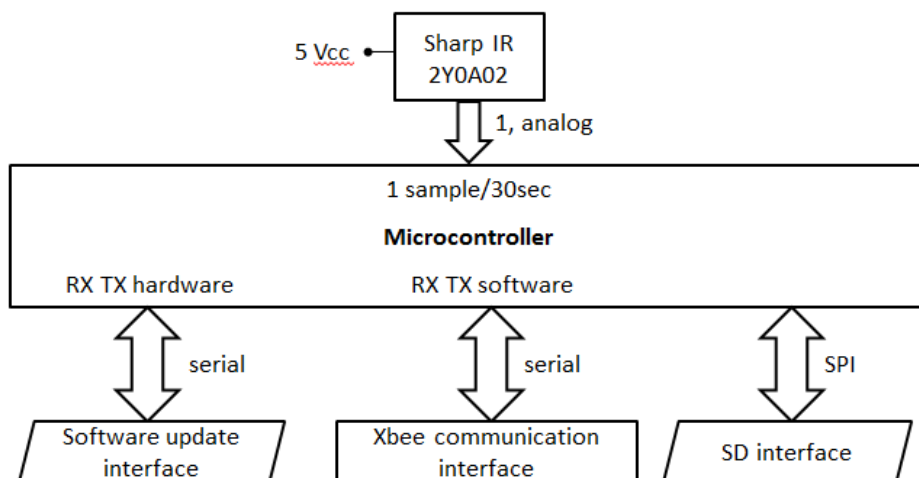 Sharp IR
2Y0A02
5 Vcc
1, analog
1 sample/30sec
Microcontroller
RX TX hardware
RX TX software
serial
serial
SPI
Software update
interface
Xbee communication
interface
SD interface